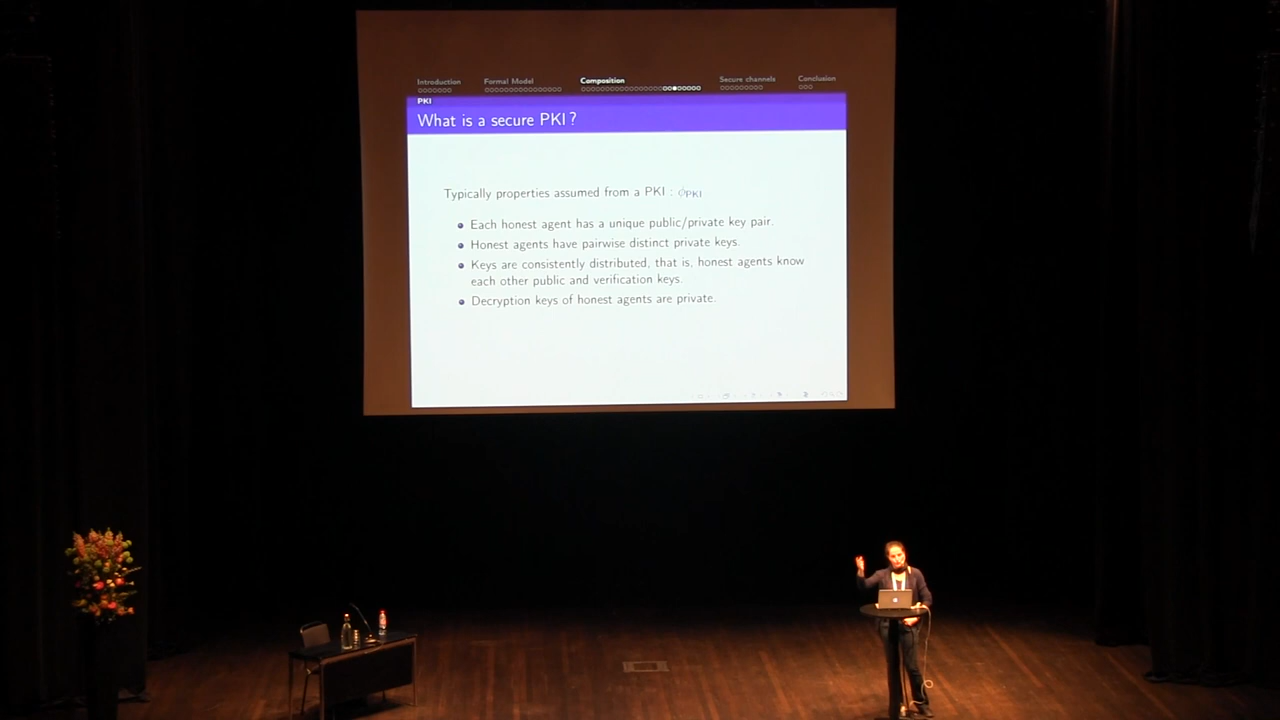 Introduction Formal Model Composition Secure channels Conclusion
PKI
What is a secure PKI ?
Typically properties assumed from a PKI : ϕPKI
Each honest agent has a unique public/private key pair.
Honest agents have pairwise distinct private keys.
Keys are consistently distributed, that is, honest agents know
each other public and verification keys.
Decryption keys of honest agents are private.